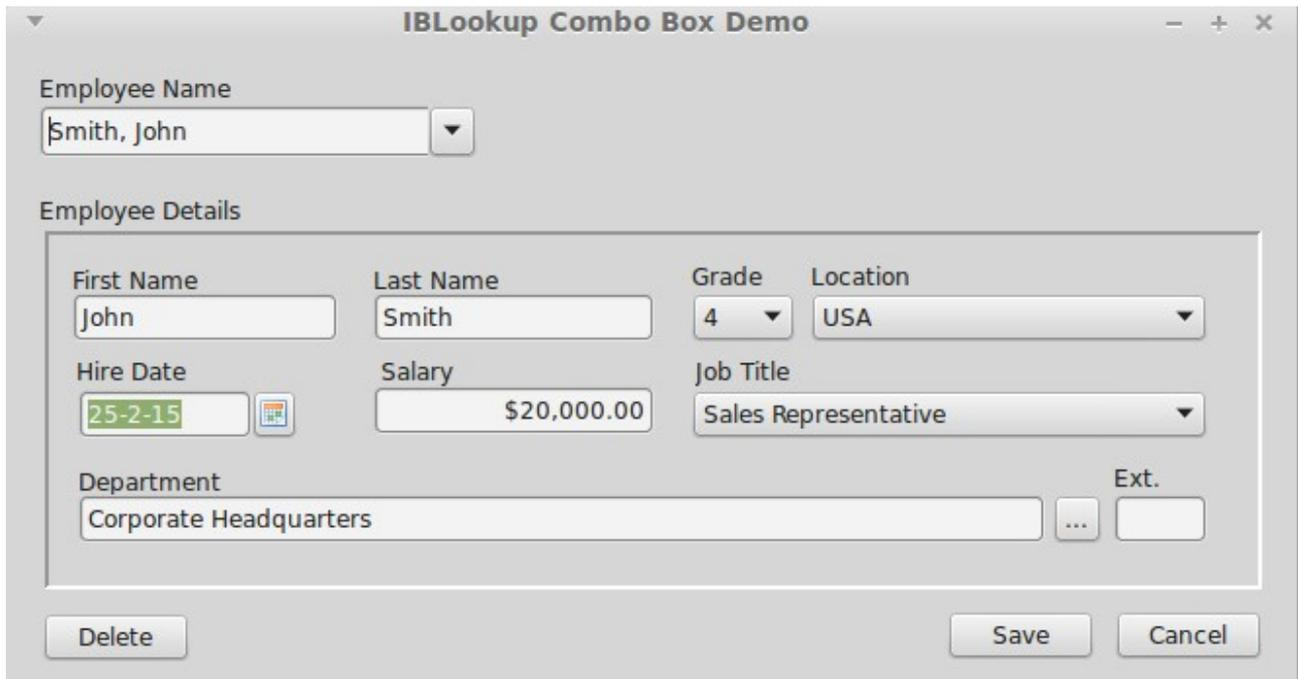 IBLookup Combo Box Demo
Employee Name
Smith, John
Employee Details
First Name Last Name Grade Location
John Smith 4 USA
Hire Date Salary Job Title
25-2-15 $20,000.00 Sales Representative
Department Ext.
Corporate Headquarters ...
Delete Save Cancel